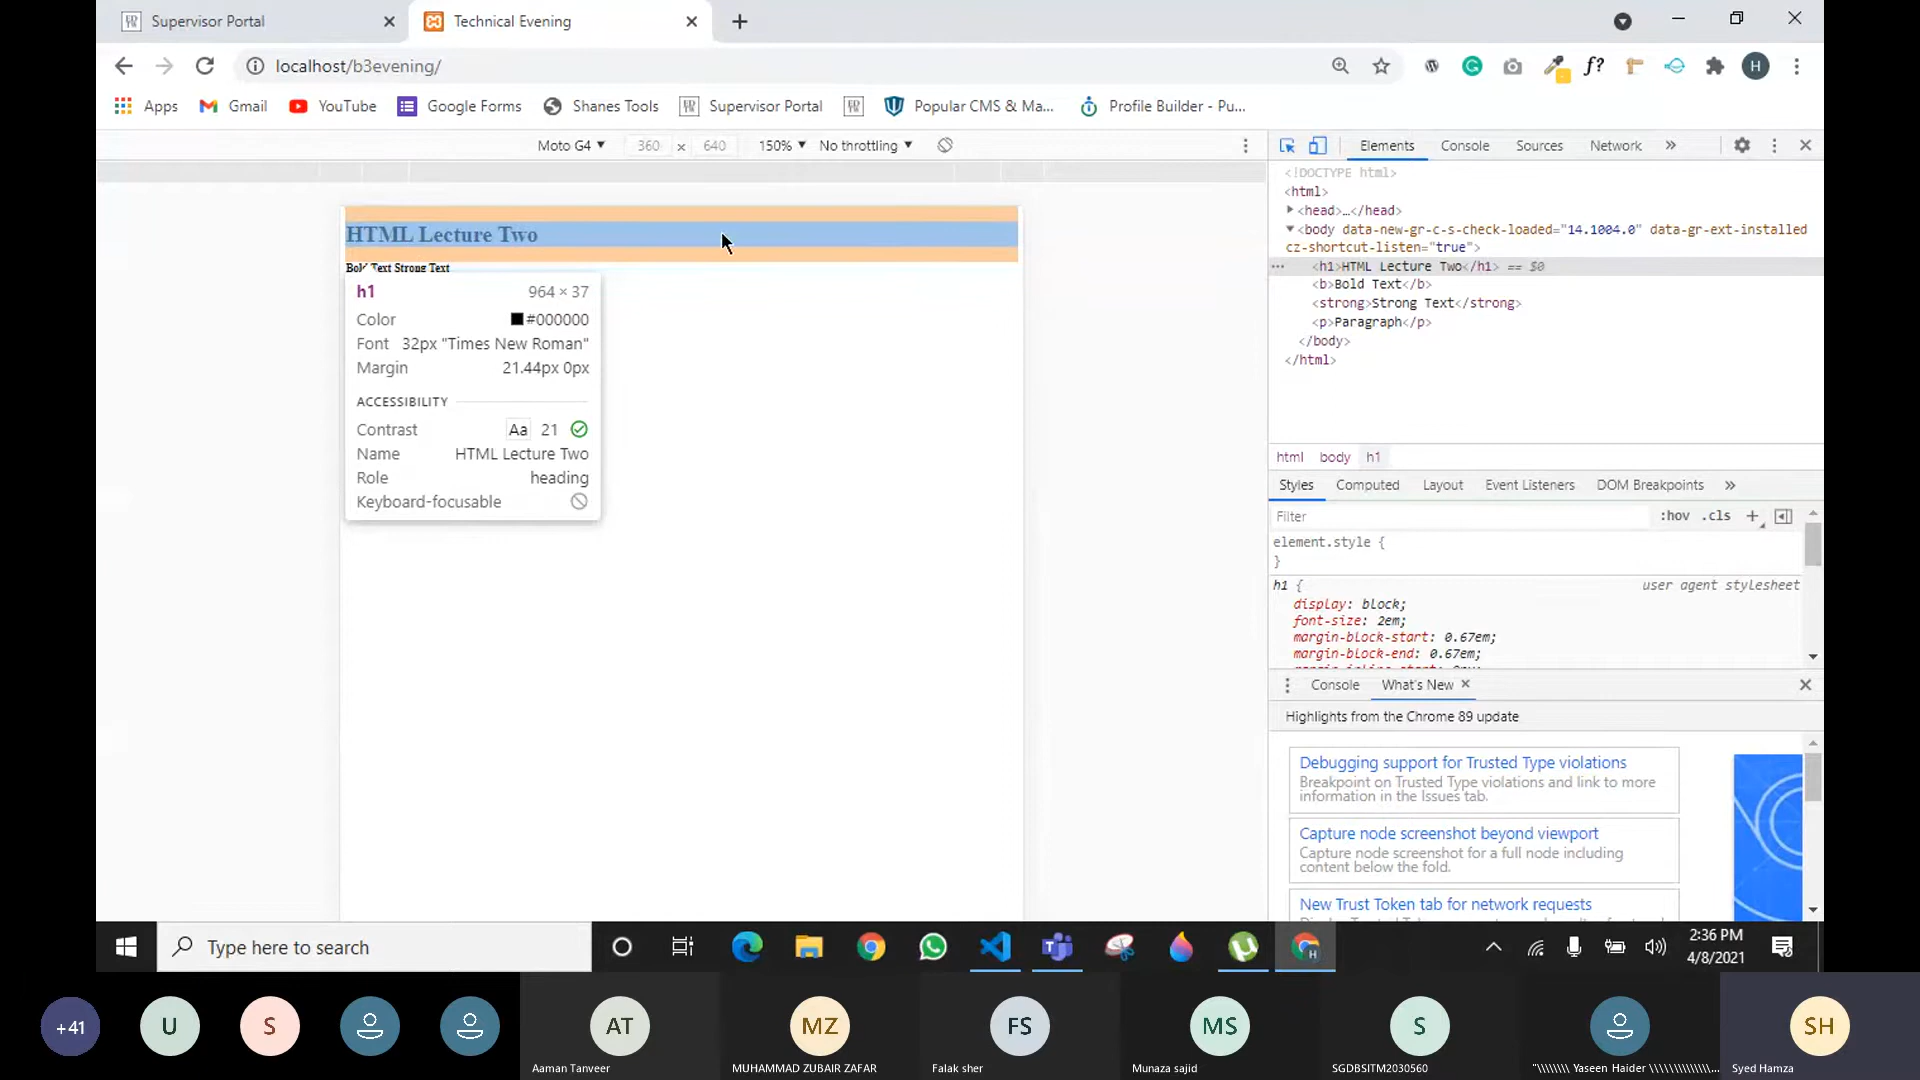 Supervisor Portal
Technical Evening
localhost/b3evening/
f?
H
Apps
Gmail
YouTube
Google Forms
Shanes Tools
Supervisor Portal
Popular CMS & Ma...
Profile Builder - Pu...
Moto G4
360
x
640
150%
No throttling
Elements
Console
Sources
Network
»
HTML Lecture Two
Bold Text Strong Text
h1
964 × 37
Color
#000000
Font
32px "Times New Roman"
Margin
21.44px 0px
ACCESSIBILITY
Contrast
Aa
21
Name
HTML Lecture Two
Role
heading
Keyboard-focusable
<!DOCTYPE html>
<html>
<head>…</head>
<body data-new-gr-c-s-check-loaded="14.1004.0" data-gr-ext-installed
cz-shortcut-listen="true">
<h1>HTML Lecture Two</h1> == $0
<b>Bold Text</b>
<strong>Strong Text</strong>
<p>Paragraph</p>
</body>
</html>
html
body
h1
Styles
Computed
Layout
Event Listeners
DOM Breakpoints
»
Filter
:hov
.cls
+
element.style {
}
h1 {
user agent stylesheet
display: block;
font-size: 2em;
margin-block-start: 0.67em;
margin-block-end: 0.67em;
Console
What's New
Highlights from the Chrome 89 update
Debugging support for Trusted Type violations
Breakpoint on Trusted Type violations and link to more
information in the Issues tab.
Capture node screenshot beyond viewport
Capture node screenshot for a full node including
content below the fold.
New Trust Token tab for network requests
Type here to search
2:36 PM
4/8/2021
+41
U
S
AT
Aaman Tanveer
MZ
MUHAMMAD ZUBAIR ZAFAR
FS
Falak sher
MS
Munaza sajid
S
SGDBSITM2030560
"\\\\\\\ Yaseen Haider \\\\\\\\\\\\\...
SH
Syed Hamza